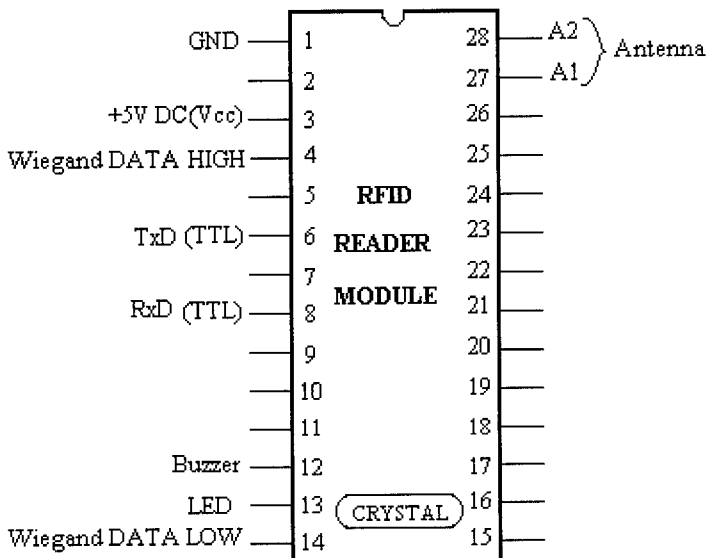 GND 1 28 A2
2 27 A1
Antenna
+5V DC(Vcc) 3 26
Wiegand DATA HIGH 4 25
5 RFID 24
TxD (TTL) 6 READER 23
7 22
RxD (TTL) 8 MODULE 21
9 20
10 19
11 18
Buzzer 12 17
LED 13 CRYSTAL 16
Wiegand DATA LOW 14 15